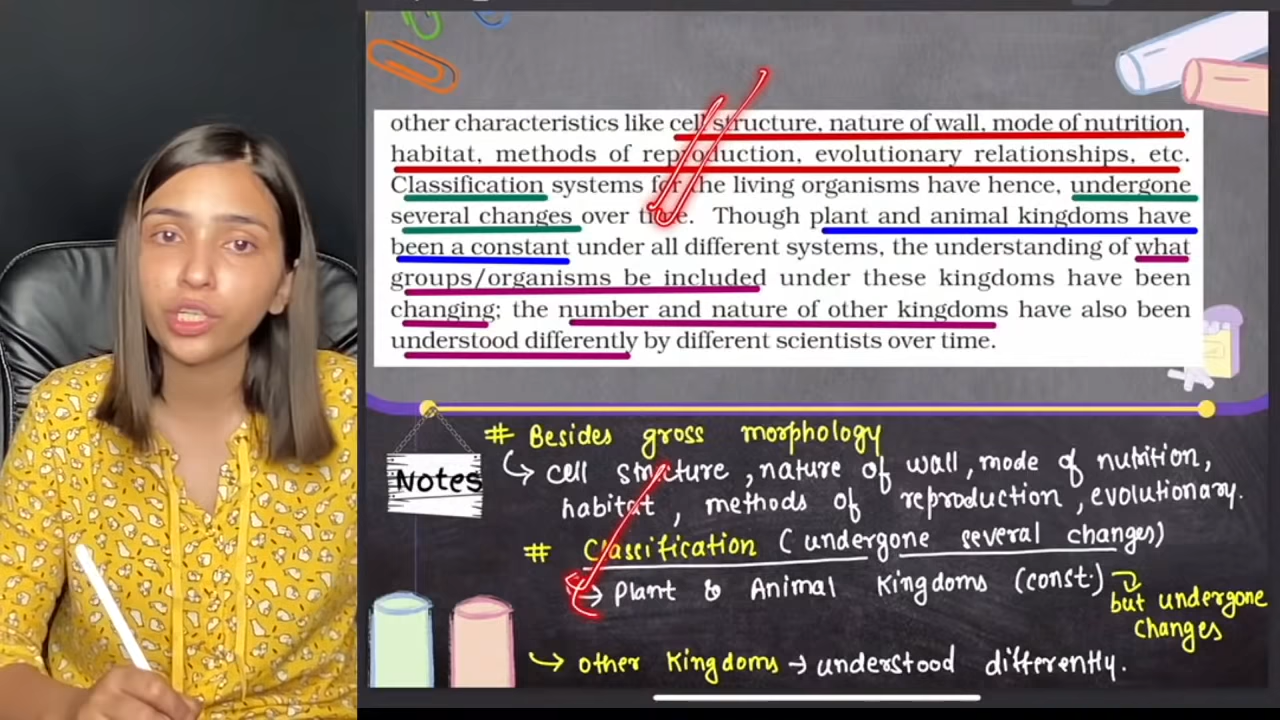 other characteristics like cell structure, nature of wall, mode of nutrition,
habitat, methods of reproduction, evolutionary relationships, etc.
Classification systems for the living organisms have hence, undergone
several changes over time. Though plant and animal kingdoms have
been a constant under all different systems, the understanding of what
groups/organisms be included under these kingdoms have been
changing; the number and nature of other kingdoms have also been
understood differently by different scientists over time.
Notes
# Besides gross morphology
↳ cell structure, nature of wall, mode of nutrition,
habitat, methods of reproduction, evolutionary.
# Classification (undergone several changes)
→ Plant & Animal Kingdoms (const.)
but undergone
changes
↳ other kingdoms → understood differently.